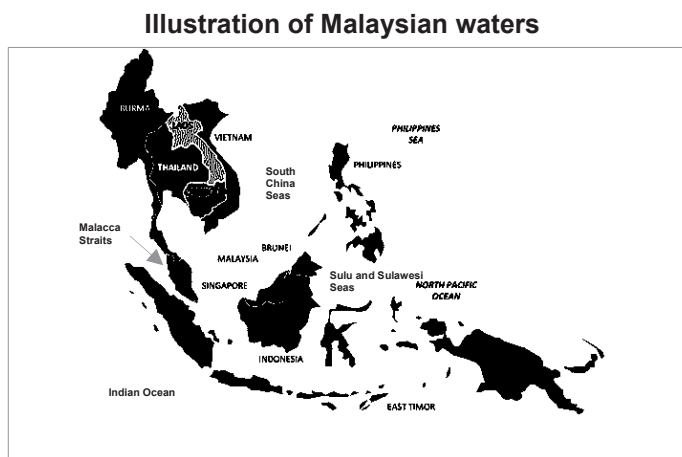 Illustration of Malaysian waters
BURMA
LAOS
VIETNAM
THAILAND
PHILIPPINES
SEA
PHILIPPINES
South
China
Seas
Malacca
Straits
BRUNEI
MALAYSIA
SINGAPORE
Sulu and Sulawesi
Seas
NORTH PACIFIC
OCEAN
INDONESIA
Indian Ocean
EAST TIMOR